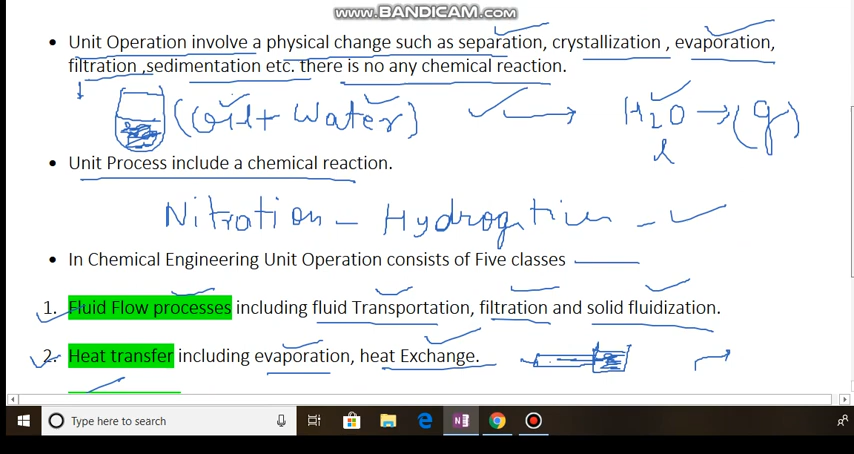 www.BANDICAM.com
Unit Operation involve a physical change such as separation, crystallization , evaporation,
filtration ,sedimentation etc. there is no any chemical reaction.
(Oil + Water) → H2O → (g)
l
Unit Process include a chemical reaction.
Nitration - Hydrogtion -
In Chemical Engineering Unit Operation consists of Five classes
1. Fluid Flow processes including fluid Transportation, filtration and solid fluidization.
2. Heat transfer including evaporation, heat Exchange.
Type here to search